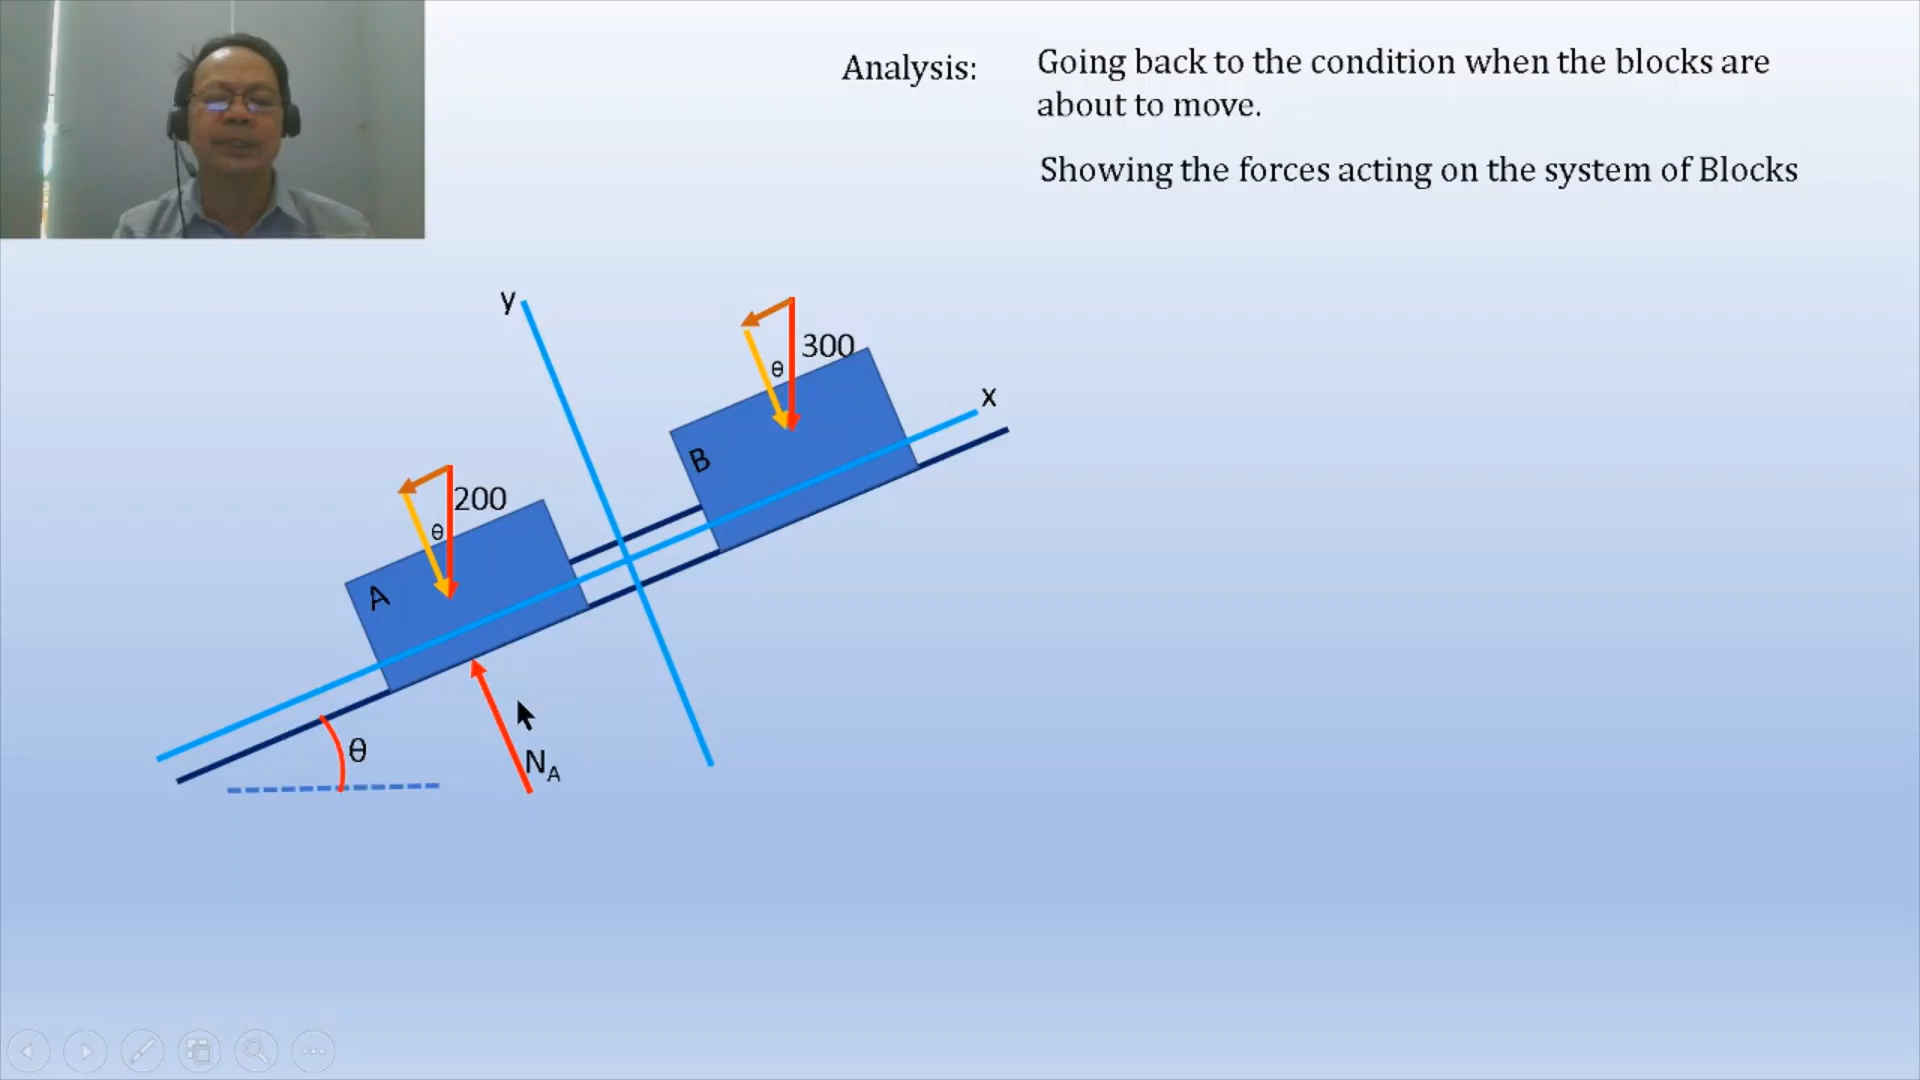 Analysis:
Going back to the condition when the blocks are
about to move.
Showing the forces acting on the system of Blocks
y
300
θ
x
B
200
θ
A
θ
N_A